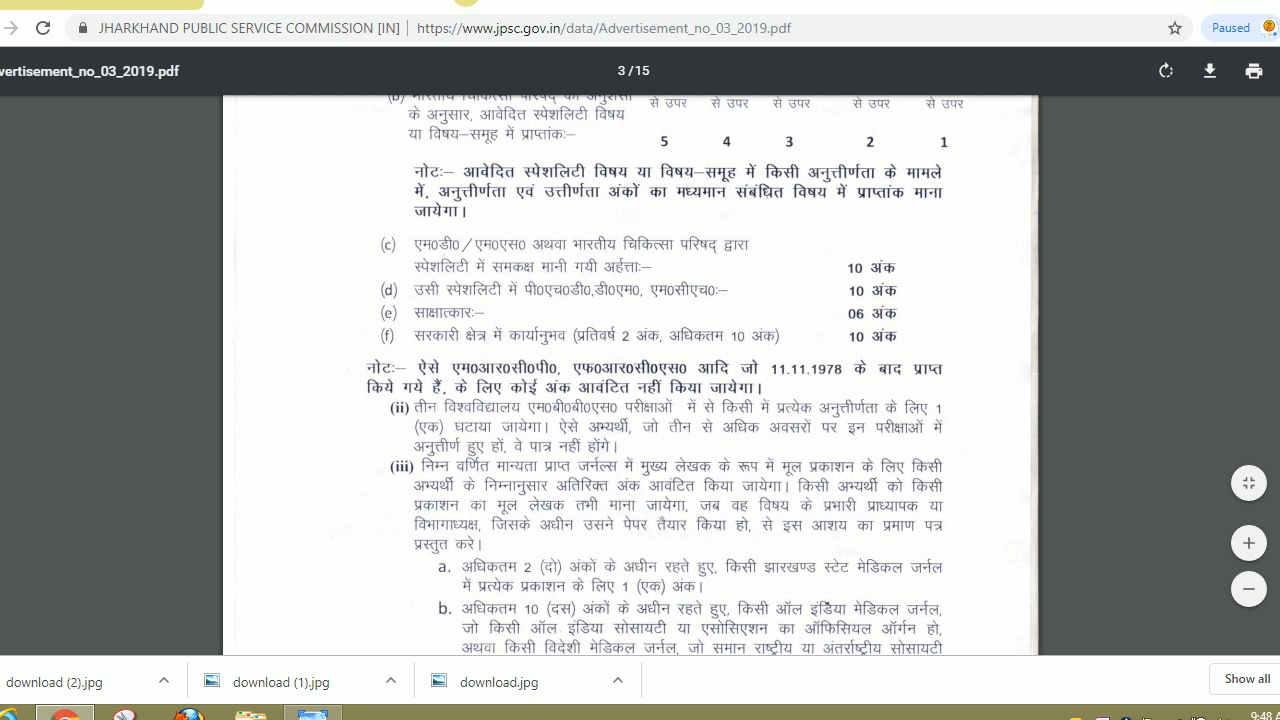 JHARKHAND PUBLIC SERVICE COMMISSION [IN] | https://www.jpsc.gov.in/data/Advertisement_no_03_2019.pdf
Paused
vertisement_no_03_2019.pdf
3 / 15
(b) भारतीय चिकित्सा परिषद् की अनुशंसा से उपर से उपर से उपर से उपर से उपर
के अनुसार, आवेदित स्पेशलिटी विषय
या विषय–समूह में प्राप्तांकः– 5 4 3 2 1
नोटः– आवेदित स्पेशलिटी विषय या विषय–समूह में किसी अनुत्तीर्णता के मामले
में, अनुत्तीर्णता एवं उत्तीर्णता अंकों का मध्यमान संबंधित विषय में प्राप्तांक माना
जायेगा।
(c) एम0डी0/एम0एस0 अथवा भारतीय चिकित्सा परिषद् द्वारा
स्पेशलिटी में समकक्ष मानी गयी अर्हत्ताः– 10 अंक
(d) उसी स्पेशलिटी में पी0एच0डी0,डी0एम0, एम0सी0एच0ः– 10 अंक
(e) साक्षात्कारः– 06 अंक
(f) सरकारी क्षेत्र में कार्यानुभव (प्रतिवर्ष 2 अंक, अधिकतम 10 अंक) 10 अंक
नोटः– ऐसे एम0आर0सी0पी0, एफ0आर0सी0एस0 आदि जो 11.11.1978 के बाद प्राप्त
किये गये हैं, के लिए कोई अंक आवंटित नहीं किया जायेगा।
(ii) तीन विश्वविद्यालय एम0बी0बी0एस0 परीक्षाओं में से किसी में प्रत्येक अनुत्तीर्णता के लिए 1
(एक) घटाया जायेगा। ऐसे अभ्यर्थी, जो तीन से अधिक अवसरों पर इन परीक्षाओं में
अनुत्तीर्ण हुए हों, वे पात्र नहीं होंगे।
(iii) निम्न वर्णित मान्यता प्राप्त जर्नल्स में मुख्य लेखक के रूप में मूल प्रकाशन के लिए किसी
अभ्यर्थी के निम्नानुसार अतिरिक्त अंक आवंटित किया जायेगा। किसी अभ्यर्थी को किसी
प्रकाशन का मूल लेखक तभी माना जायेगा, जब वह विषय के प्रभारी प्राध्यापक या
विभागाध्यक्ष, जिसके अधीन उसने पेपर तैयार किया हो, से इस आशय का प्रमाण पत्र
प्रस्तुत करे।
a. अधिकतम 2 (दो) अंकों के अधीन रहते हुए, किसी झारखण्ड स्टेट मेडिकल जर्नल
में प्रत्येक प्रकाशन के लिए 1 (एक) अंक।
b. अधिकतम 10 (दस) अंकों के अधीन रहते हुए, किसी ऑल इंडिया मेडिकल जर्नल,
जो किसी ऑल इंडिया सोसायटी या एसोसिएशन का ऑफिसियल ऑर्गन हो,
अथवा किसी विदेशी मेडिकल जर्नल, जो समान राष्ट्रीय या अंतर्राष्ट्रीय सोसायटी
download (2).jpg
download (1).jpg
download.jpg
Show all
9:48